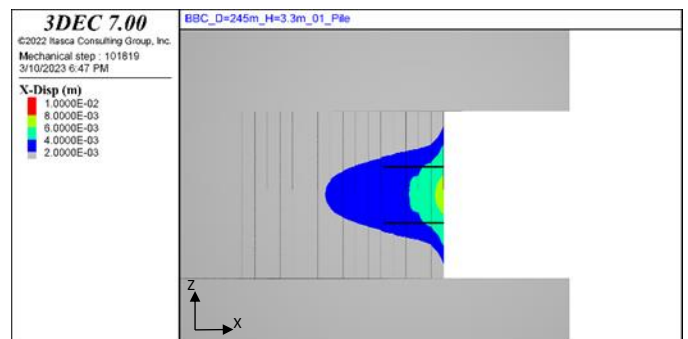 3DEC 7.00
©2022 Itasca Consulting Group, Inc.
Mechanical step : 101819
3/10/2023 6:47 PM
X-Disp (m)
1.0000E-02
8.0000E-03
6.0000E-03
4.0000E-03
2.0000E-03
BBC_D=245m_H=3.3m_01_Pile
Z
X